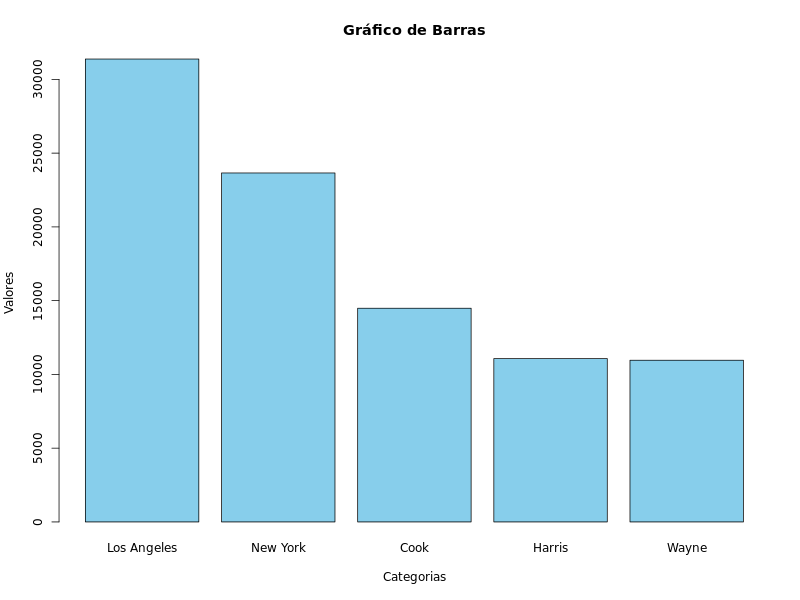 Gráfico de Barras
Valores
30000
25000
20000
15000
10000
5000
0
Los Angeles New York Cook Harris Wayne
Categorias